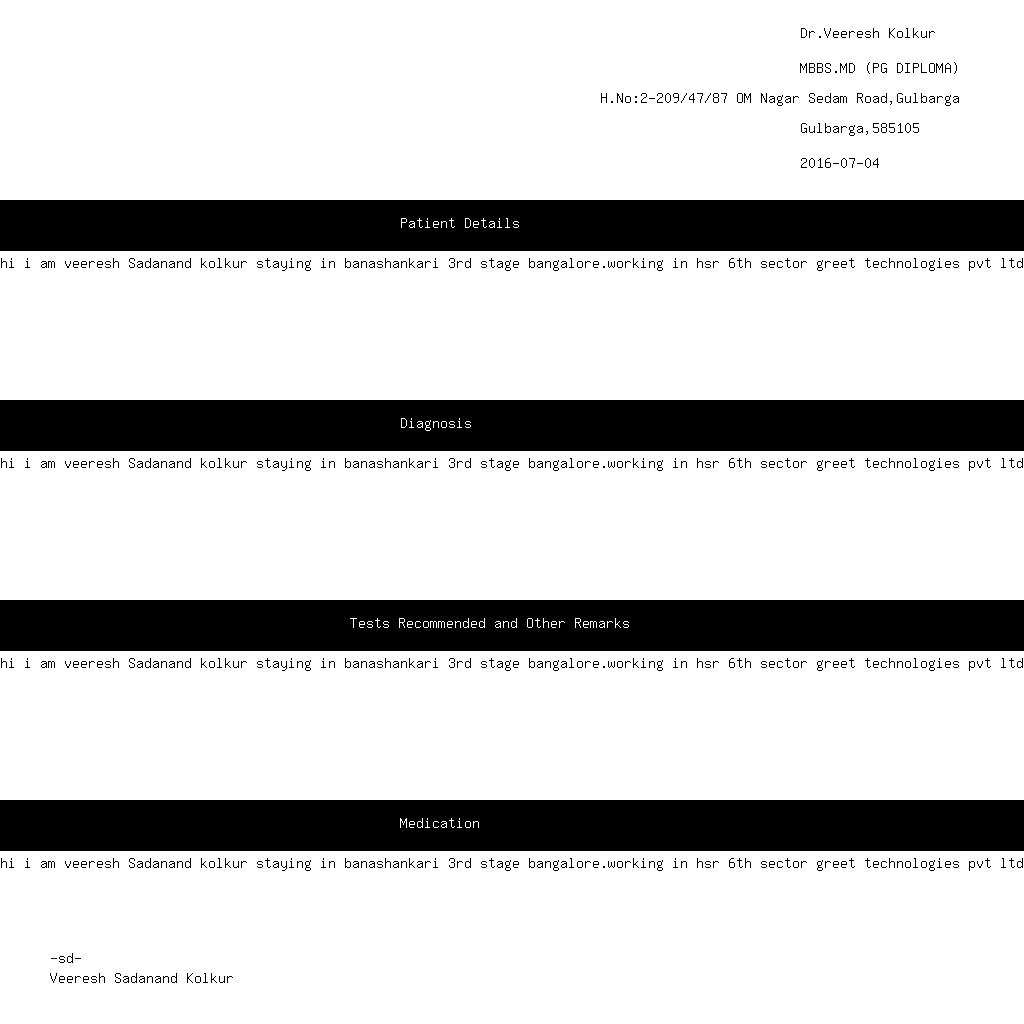 Dr.Veeresh Kolkur
MBBS.MD (PG DIPLOMA)
H.No:2-209/47/87 OM Nagar Sedam Road,Gulbarga
Gulbarga,585105
2016-07-04
Patient Details
hi i am veeresh Sadanand kolkur staying in banashankari 3rd stage bangalore.working in hsr 6th sector greet technologies pvt ltd
Diagnosis
hi i am veeresh Sadanand kolkur staying in banashankari 3rd stage bangalore.working in hsr 6th sector greet technologies pvt ltd
Tests Recommended and Other Remarks
hi i am veeresh Sadanand kolkur staying in banashankari 3rd stage bangalore.working in hsr 6th sector greet technologies pvt ltd
Medication
hi i am veeresh Sadanand kolkur staying in banashankari 3rd stage bangalore.working in hsr 6th sector greet technologies pvt ltd
-sd-
Veeresh Sadanand Kolkur